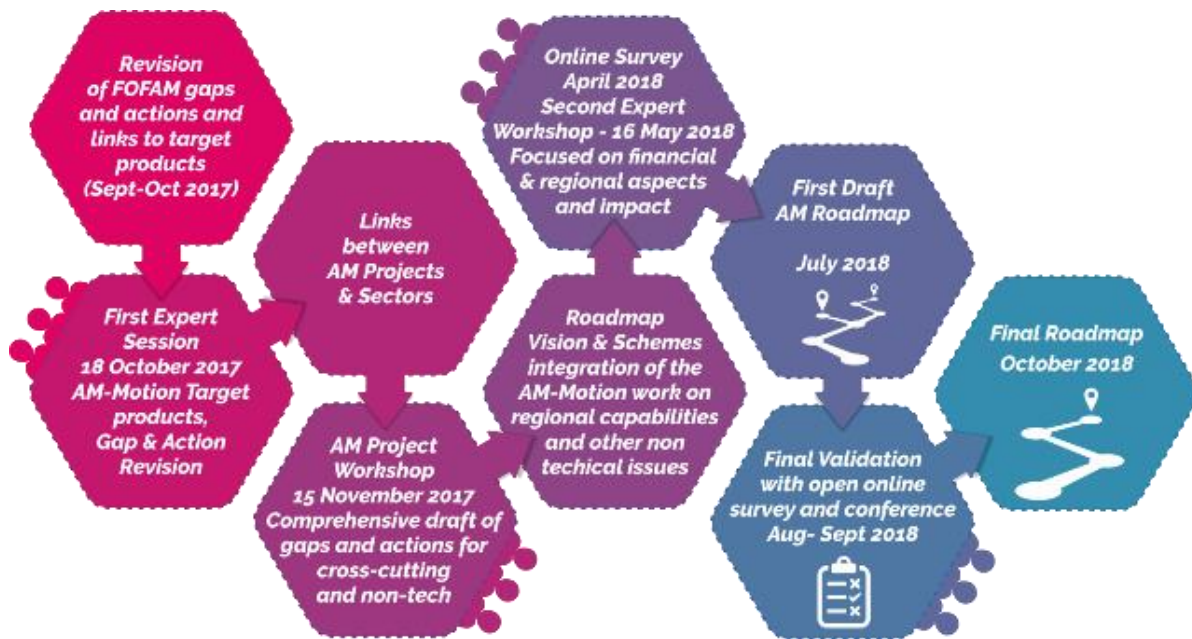 Revision
of FOFAM gaps
and actions and
links to target
products
(Sept-Oct 2017)
First Expert
Session
18 October 2017
AM-Motion Target
products,
Gap & Action
Revision
Links
between
AM Projects
& Sectors
AM Project
Workshop
15 November 2017
Comprehensive draft of
gaps and actions for
cross-cutting
and non-tech
Roadmap
Vision & Schemes
integration of the
AM-Motion work on
regional capabilities
and other non
techical issues
Online Survey
April 2018
Second Expert
Workshop - 16 May 2018
Focused on financial
& regional aspects
and impact
First Draft
AM Roadmap
July 2018
Final Validation
with open online
survey and conference
Aug- Sept 2018
Final Roadmap
October 2018